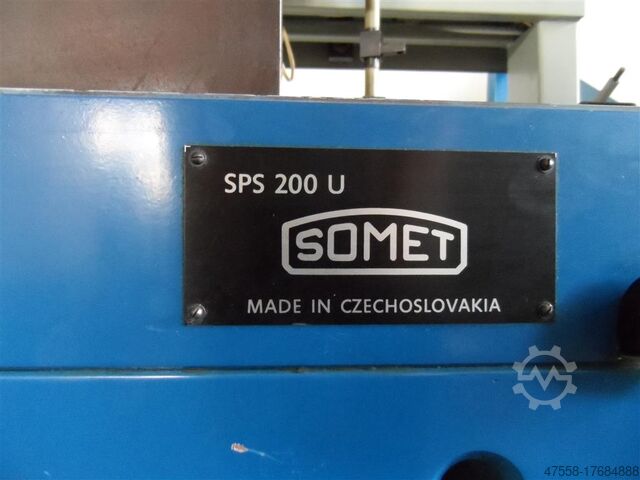 SPS 200 U
SOMET
MADE IN CZECHOSLOVAKIA
47558-17684888